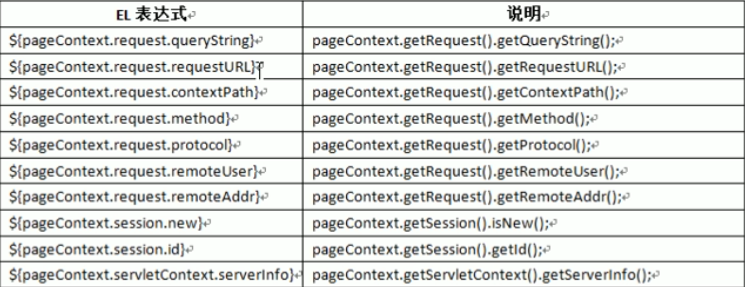 EL 表达式 说明
${pageContext.request.queryString} pageContext.getRequest().getQueryString();
${pageContext.request.requestURL} pageContext.getRequest().getRequestURL();
${pageContext.request.contextPath} pageContext.getRequest().getContextPath();
${pageContext.request.method} pageContext.getRequest().getMethod();
${pageContext.request.protocol} pageContext.getRequest().getProtocol();
${pageContext.request.remoteUser} pageContext.getRequest().getRemoteUser();
${pageContext.request.remoteAddr} pageContext.getRequest().getRemoteAddr();
${pageContext.session.new} pageContext.getSession().isNew();
${pageContext.session.id} pageContext.getSession().getId();
${pageContext.servletContext.serverInfo} pageContext.getServletContext().getServerInfo();